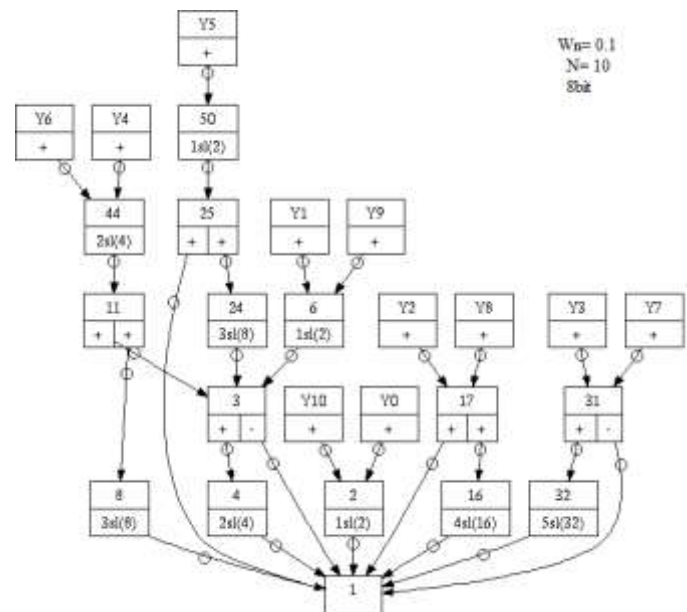 Y5
+
Wn= 0.1
N= 10
8bit
Y6 Y4 50
+ + 1sl(2)
44 25 Y1 Y9
2sl(4) + + + +
11 24 6 Y2 Y8 Y3 Y7
+ + 3sl(8) 1sl(2) + + + +
3 Y10 Y0 17 31
+ - + + + + + -
8 4 2 16 32
3sl(8) 2sl(4) 1sl(2) 4sl(16) 5sl(32)
1